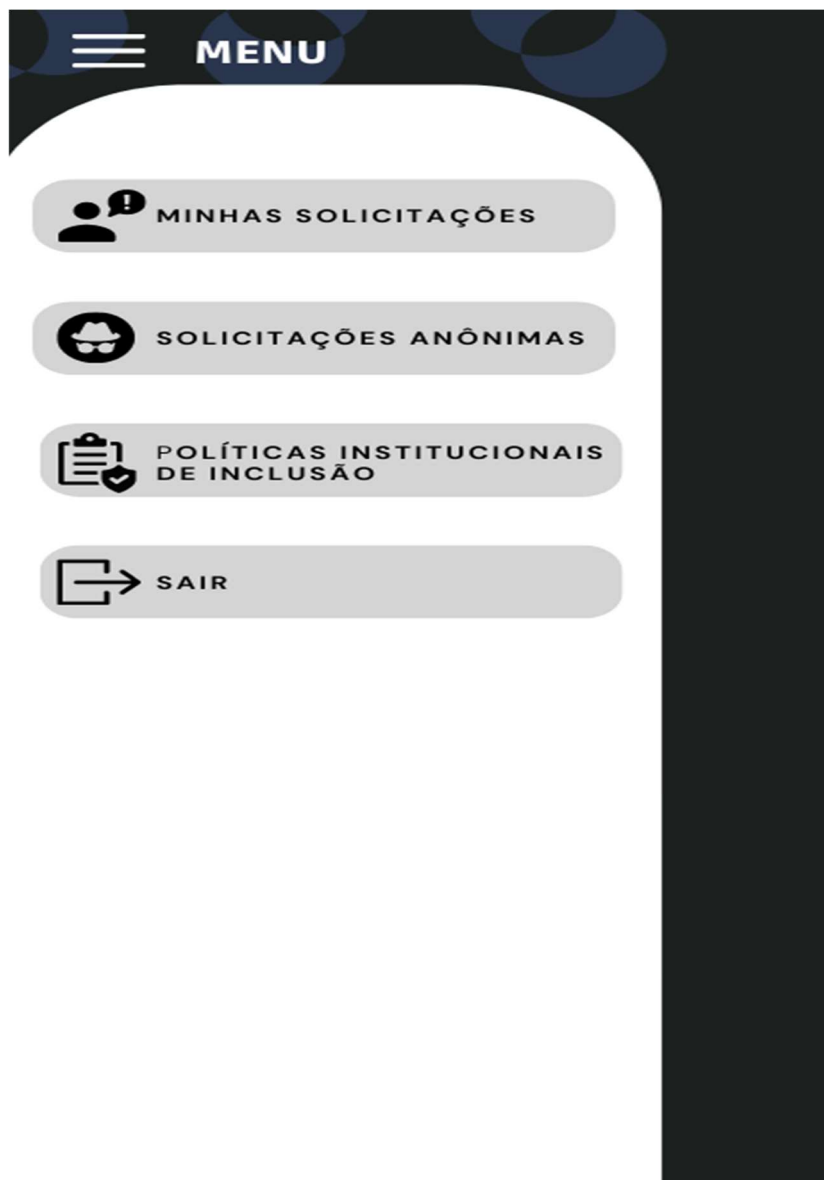 MENU
MINHAS SOLICITAÇÕES
SOLICITAÇÕES ANÔNIMAS
POLÍTICAS INSTITUCIONAIS
DE INCLUSÃO
SAIR